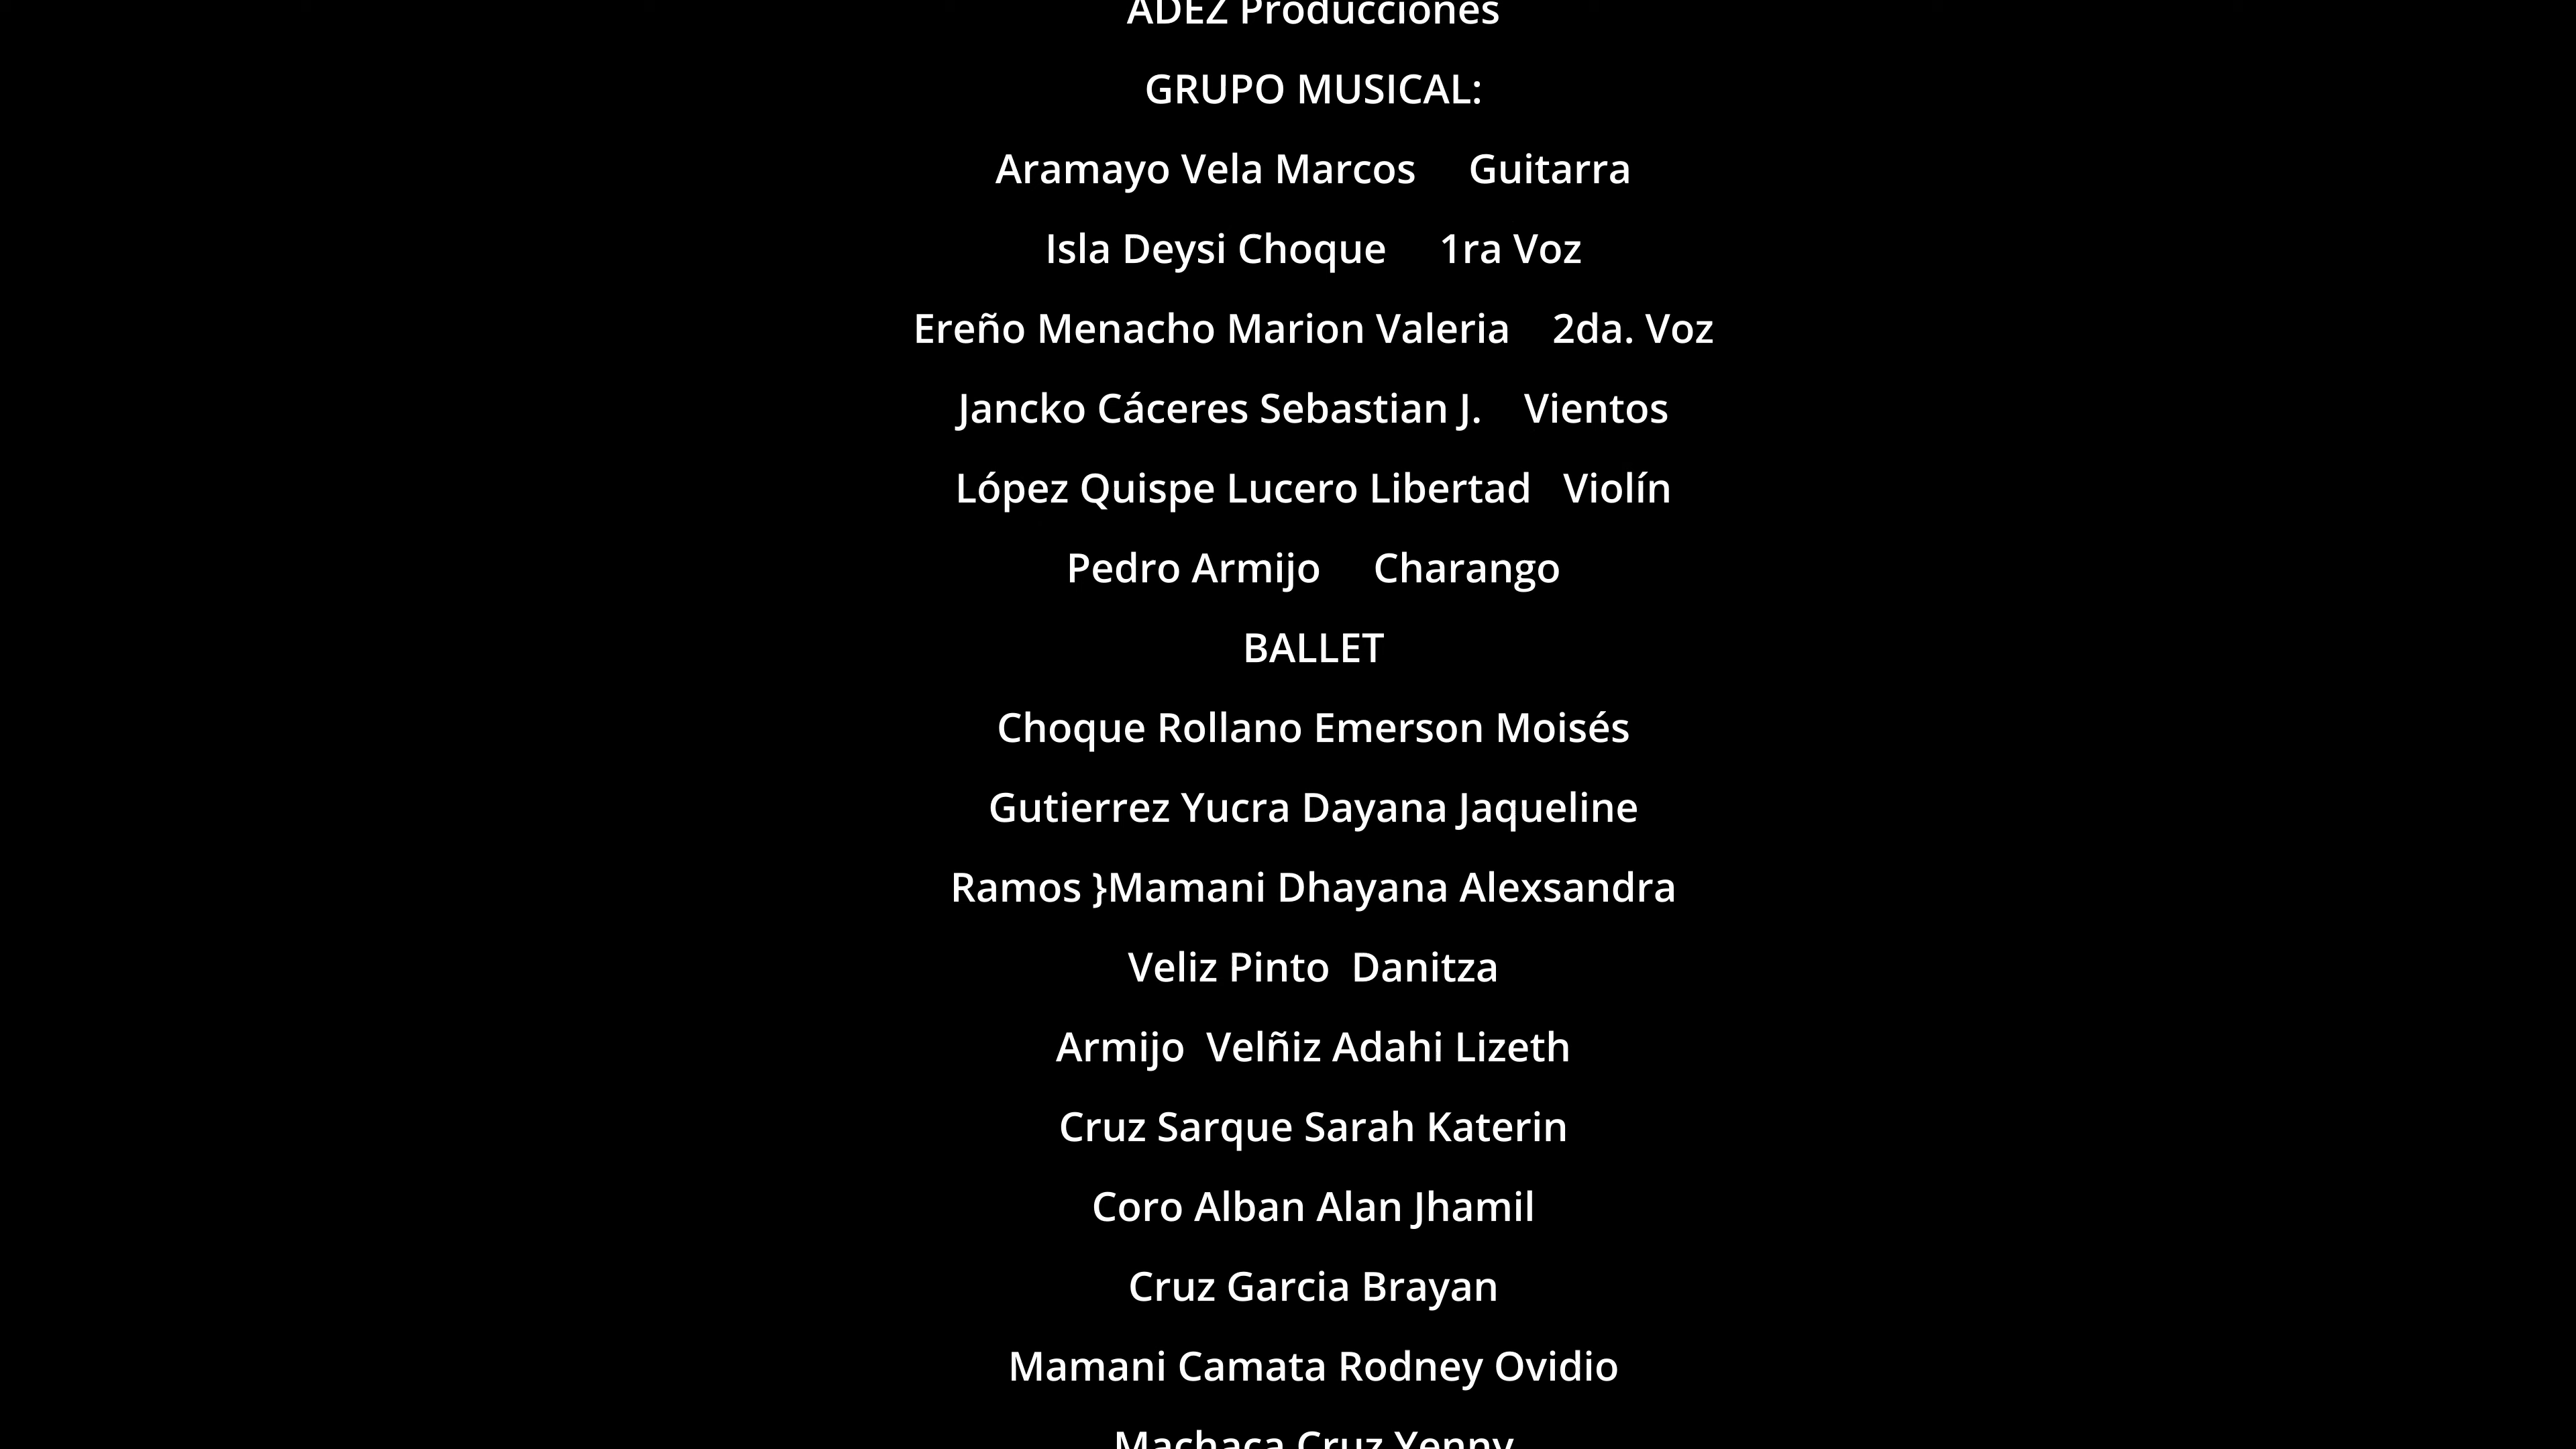 ADEZ Producciones
GRUPO MUSICAL:
Aramayo Vela Marcos     Guitarra
Isla Deysi Choque     1ra Voz
Ereño Menacho Marion Valeria    2da. Voz
Jancko Cáceres Sebastian J.    Vientos
López Quispe Lucero Libertad   Violín
Pedro Armijo     Charango
BALLET
Choque Rollano Emerson Moisés
Gutierrez Yucra Dayana Jaqueline
Ramos }Mamani Dhayana Alexsandra
Veliz Pinto  Danitza
Armijo  Velñiz Adahi Lizeth
Cruz Sarque Sarah Katerin
Coro Alban Alan Jhamil
Cruz Garcia Brayan
Mamani Camata Rodney Ovidio
Machaca Cruz Yenny